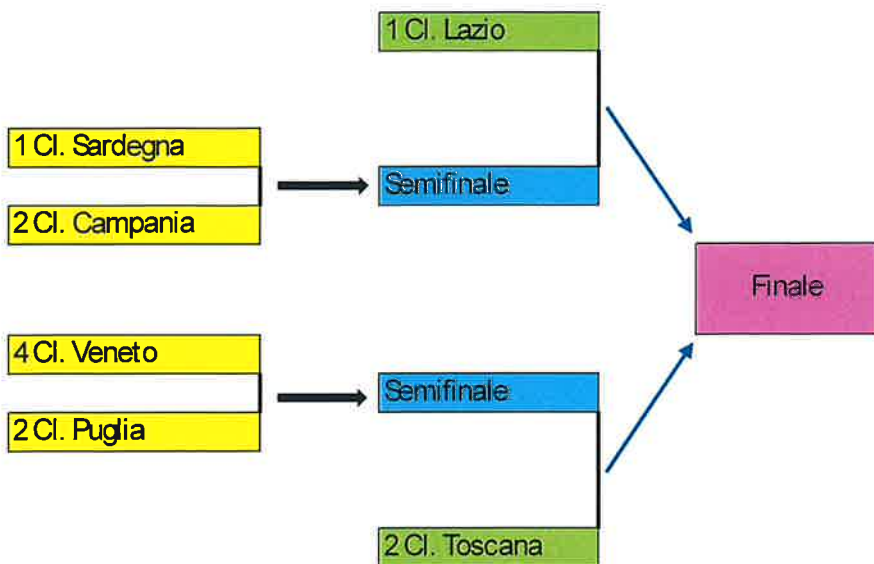 1 Cl. Lazio
1 Cl. Sardegna
Semifinale
2 Cl. Campania
Finale
4 Cl. Veneto
Semifinale
2 Cl. Puglia
2 Cl. Toscana